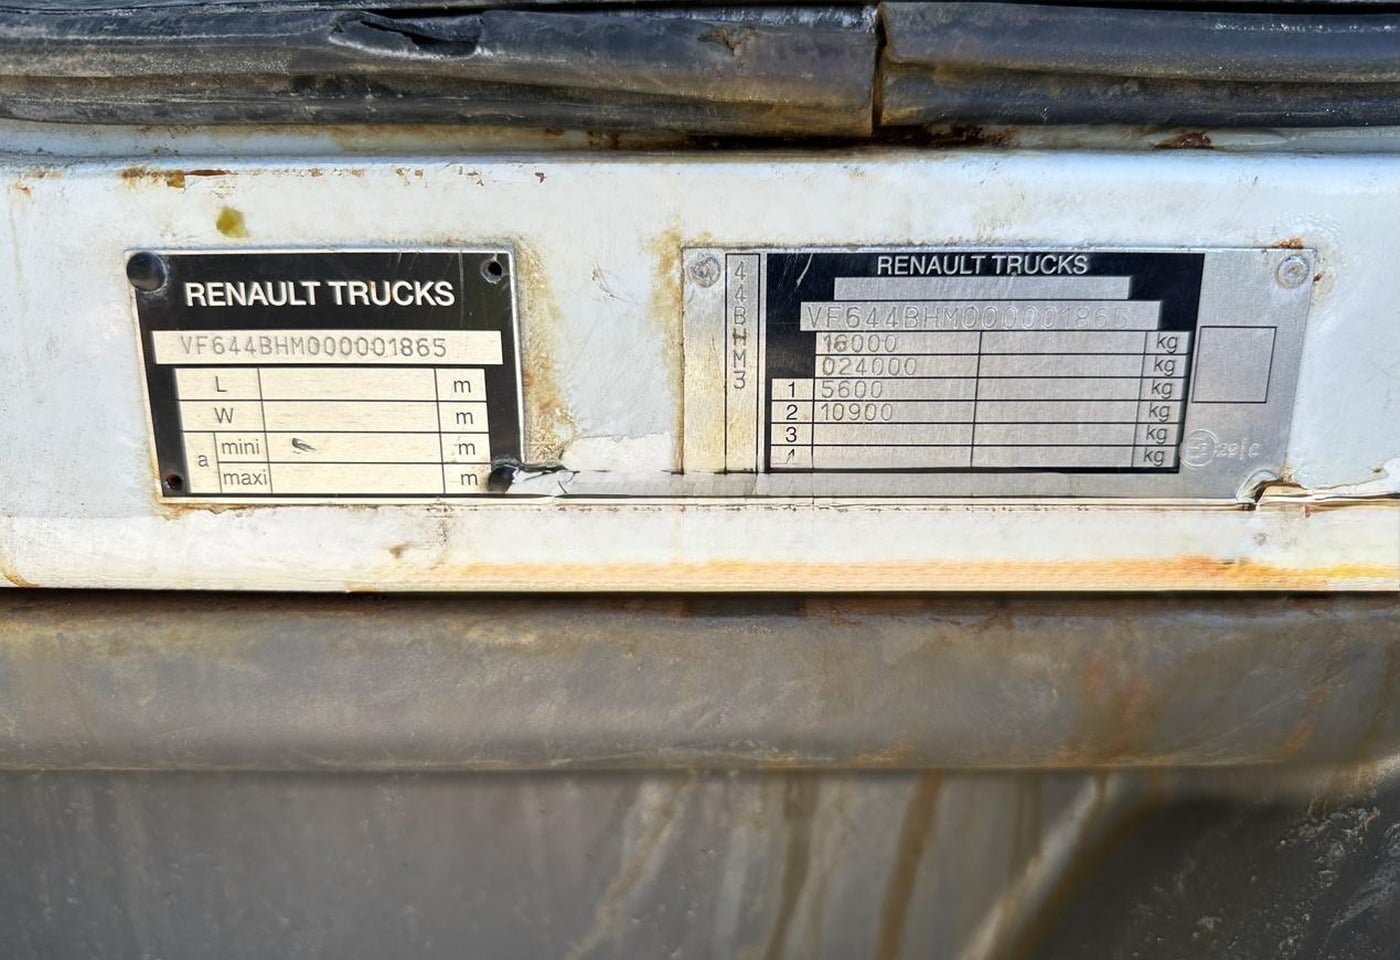 RENAULT TRUCKS
VF644BHM000001865
L m
W m
a mini m
maxi m
44BHM3
RENAULT TRUCKS
VF644BHM000001865
16000 kg
024000 kg
1 5600 kg
2 10900 kg
3 kg
4 kg